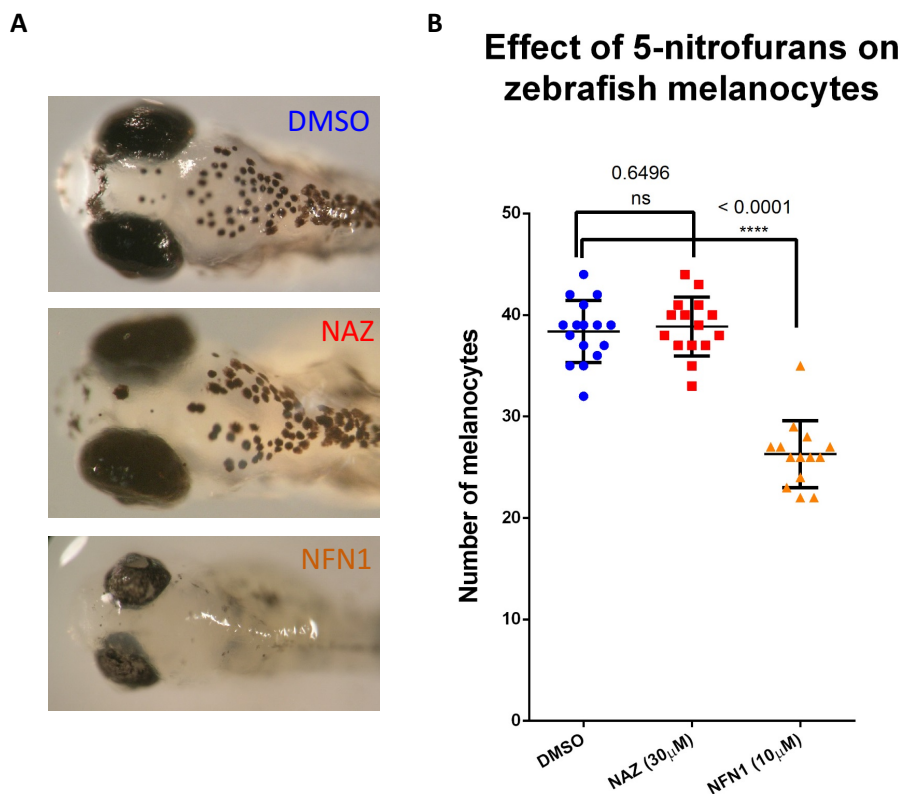 A
DMSO
NAZ
NFN1
B
Effect of 5-nitrofurans on
zebrafish melanocytes
0.6496
ns
< 0.0001
****
Number of melanocytes
50
40
30
20
10
0
DMSO
NAZ (30μM)
NFN1 (10μM)